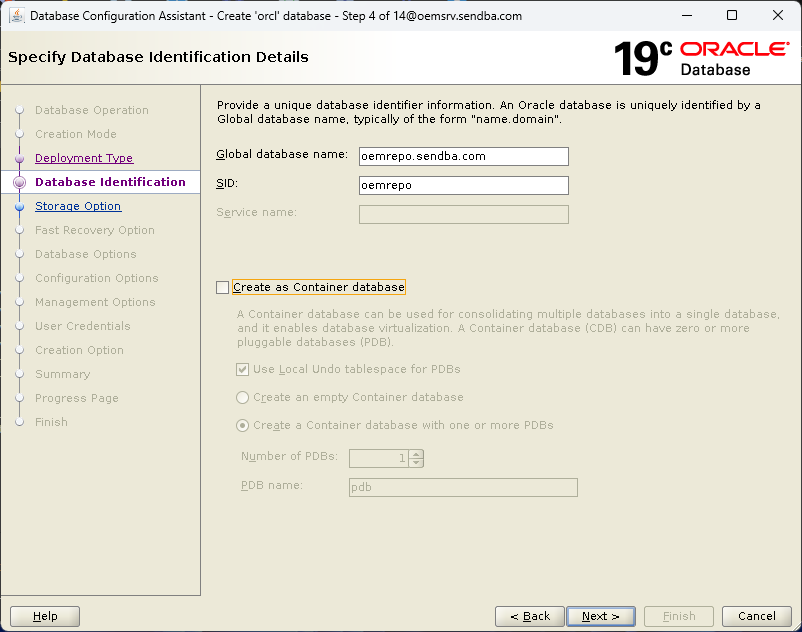 Database Configuration Assistant - Create 'orcl' database - Step 4 of 14@oemsrv.sendba.com
Specify Database Identification Details
19c ORACLE
Database
Database Operation
Creation Mode
Deployment Type
Database Identification
Storage Option
Fast Recovery Option
Database Options
Configuration Options
Management Options
User Credentials
Creation Option
Summary
Progress Page
Finish
Provide a unique database identifier information. An Oracle database is uniquely identified by a
Global database name, typically of the form "name.domain".
Global database name: oemrepo.sendba.com
SID: oemrepo
Service name:
Create as Container database
A Container database can be used for consolidating multiple databases into a single database,
and it enables database virtualization. A Container database (CDB) can have zero or more
pluggable databases (PDB).
Use Local Undo tablespace for PDBs
Create an empty Container database
Create a Container database with one or more PDBs
Number of PDBs: 1
PDB name: pdb
Help
< Back
Next >
Finish
Cancel